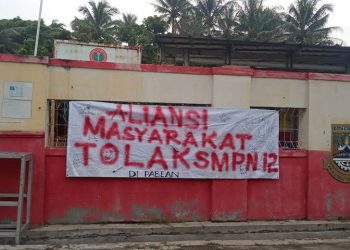 ALIANSI
MASYARAKAT
TOLAK SMPN 12
DI PABEAN